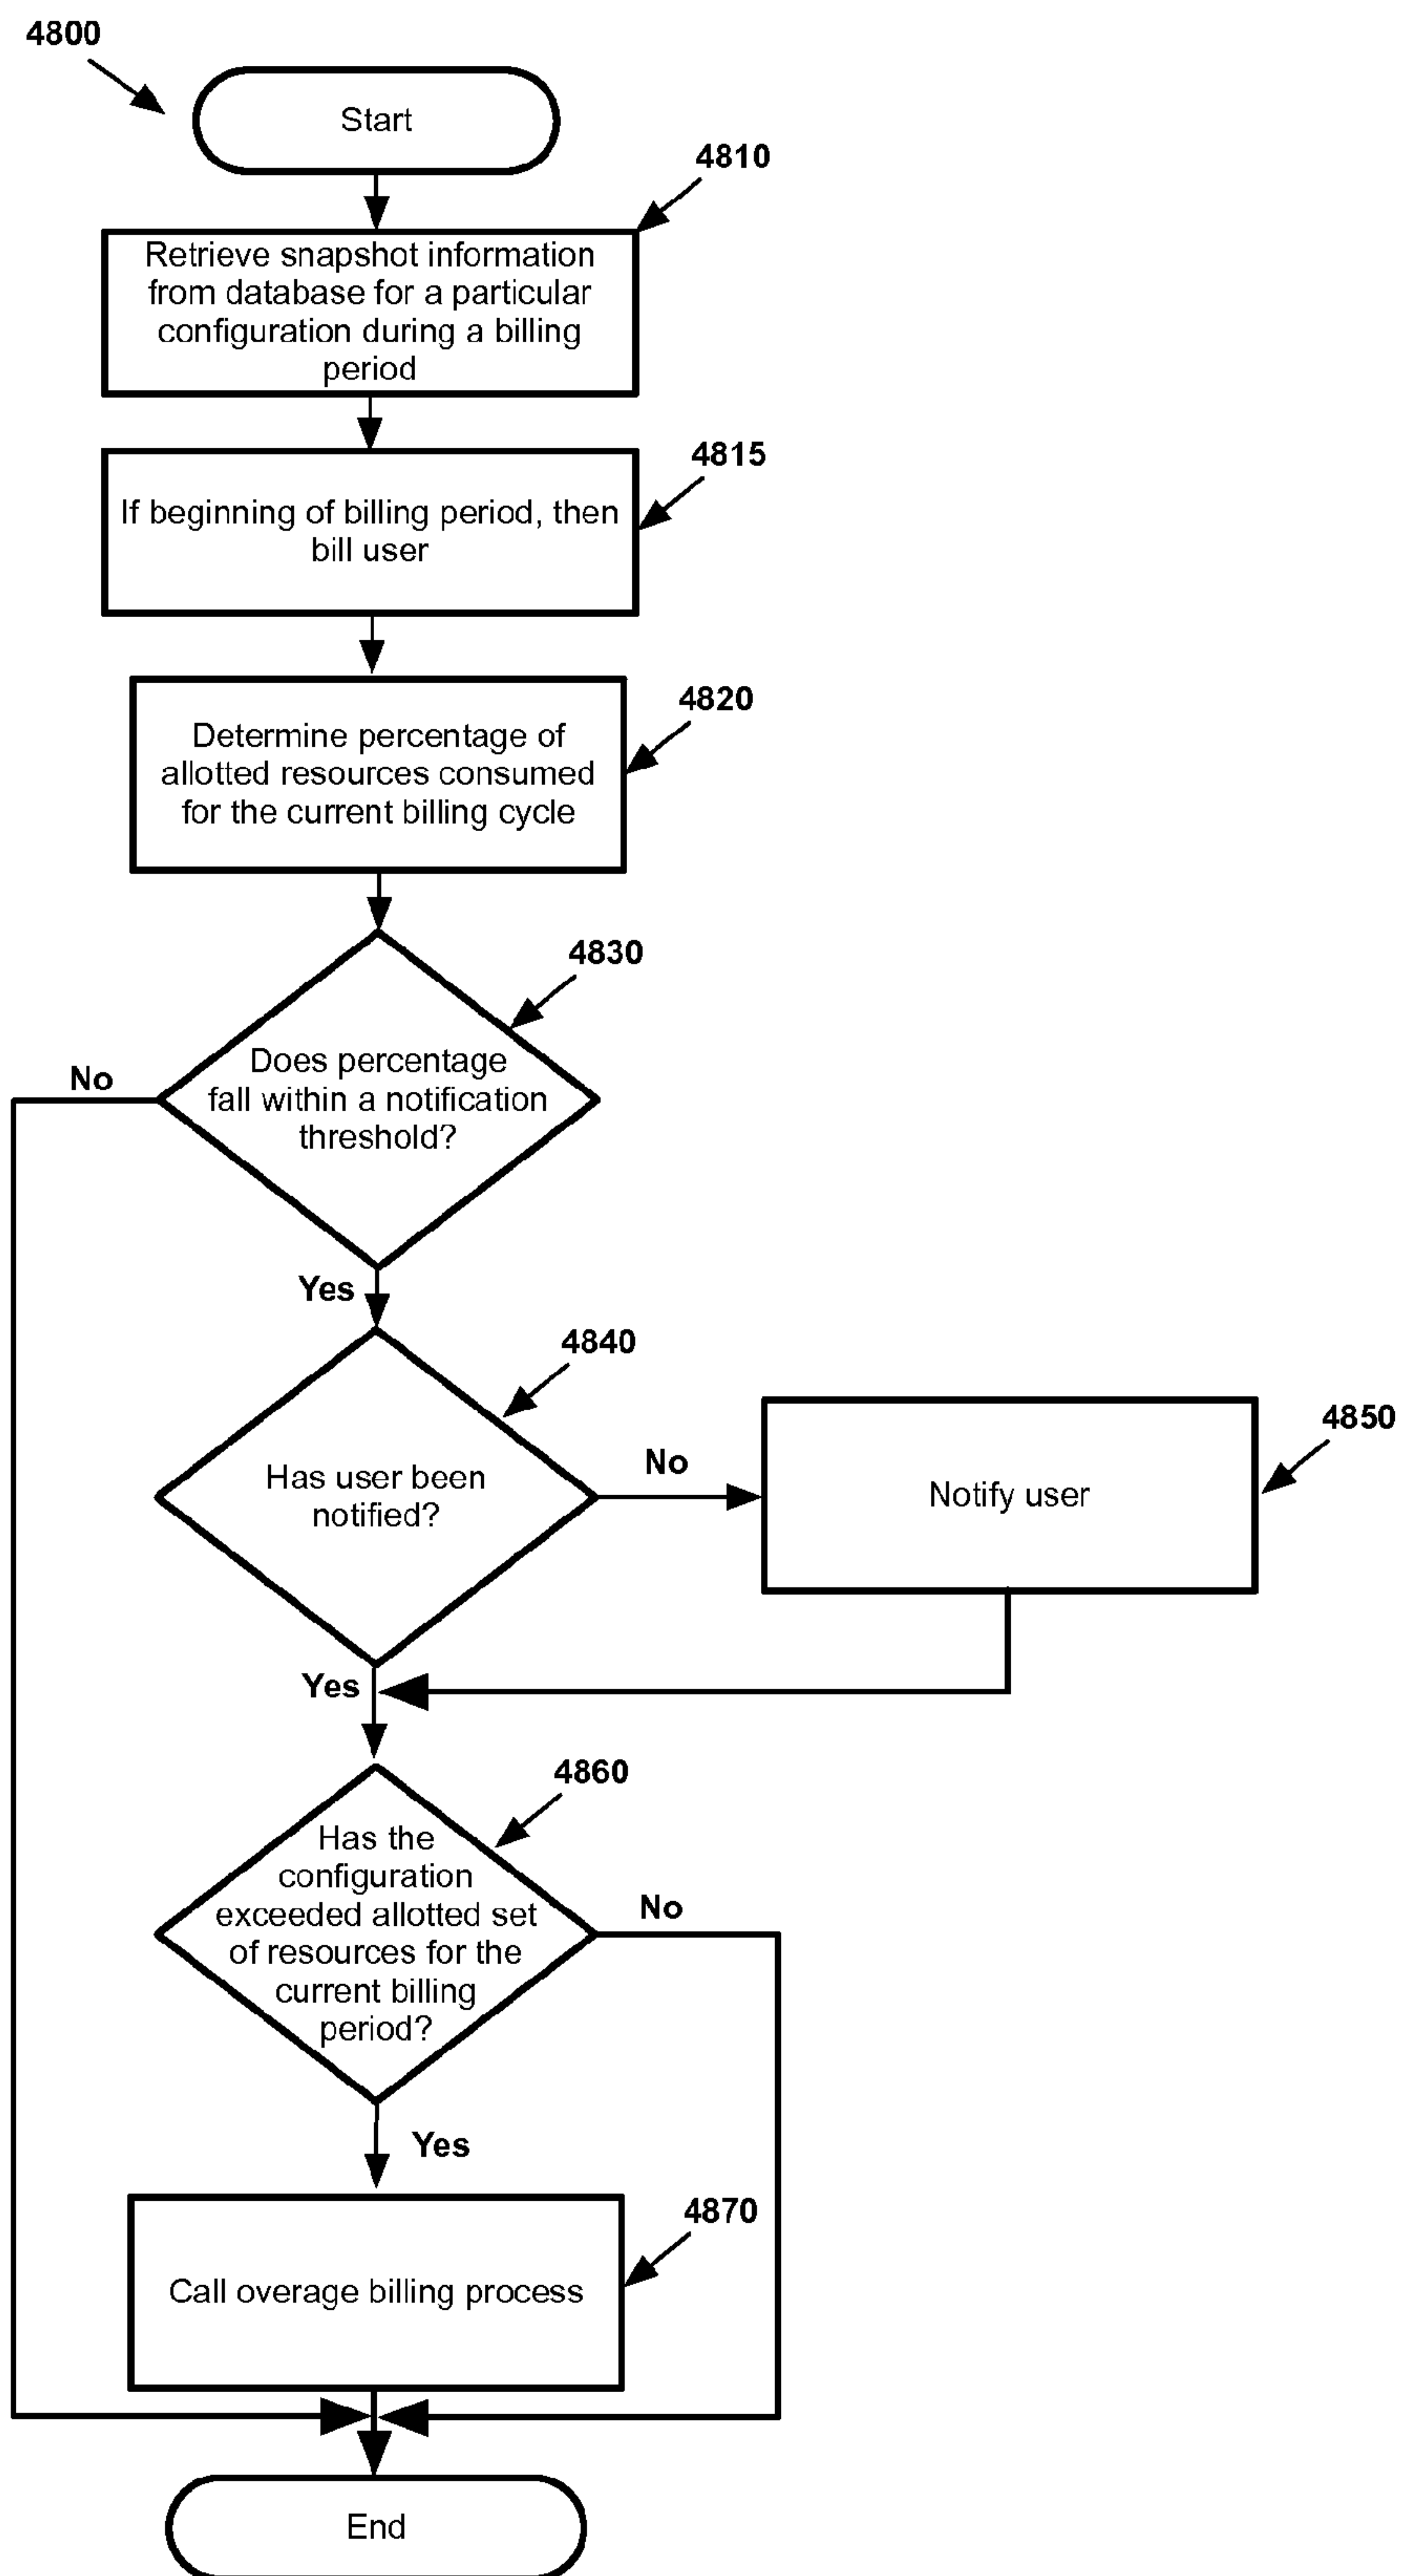 4800
Start
4810
Retrieve snapshot information
from database for a particular
configuration during a billing
period
4815
If beginning of billing period, then
bill user
4820
Determine percentage of
allotted resources consumed
for the current billing cycle
4830
Does percentage
fall within a notification
threshold?
No
Yes
4840
Has user been
notified?
No
4850
Notify user
Yes
4860
Has the
configuration
exceeded allotted set
of resources for the
current billing
period?
No
Yes
4870
Call overage billing process
End